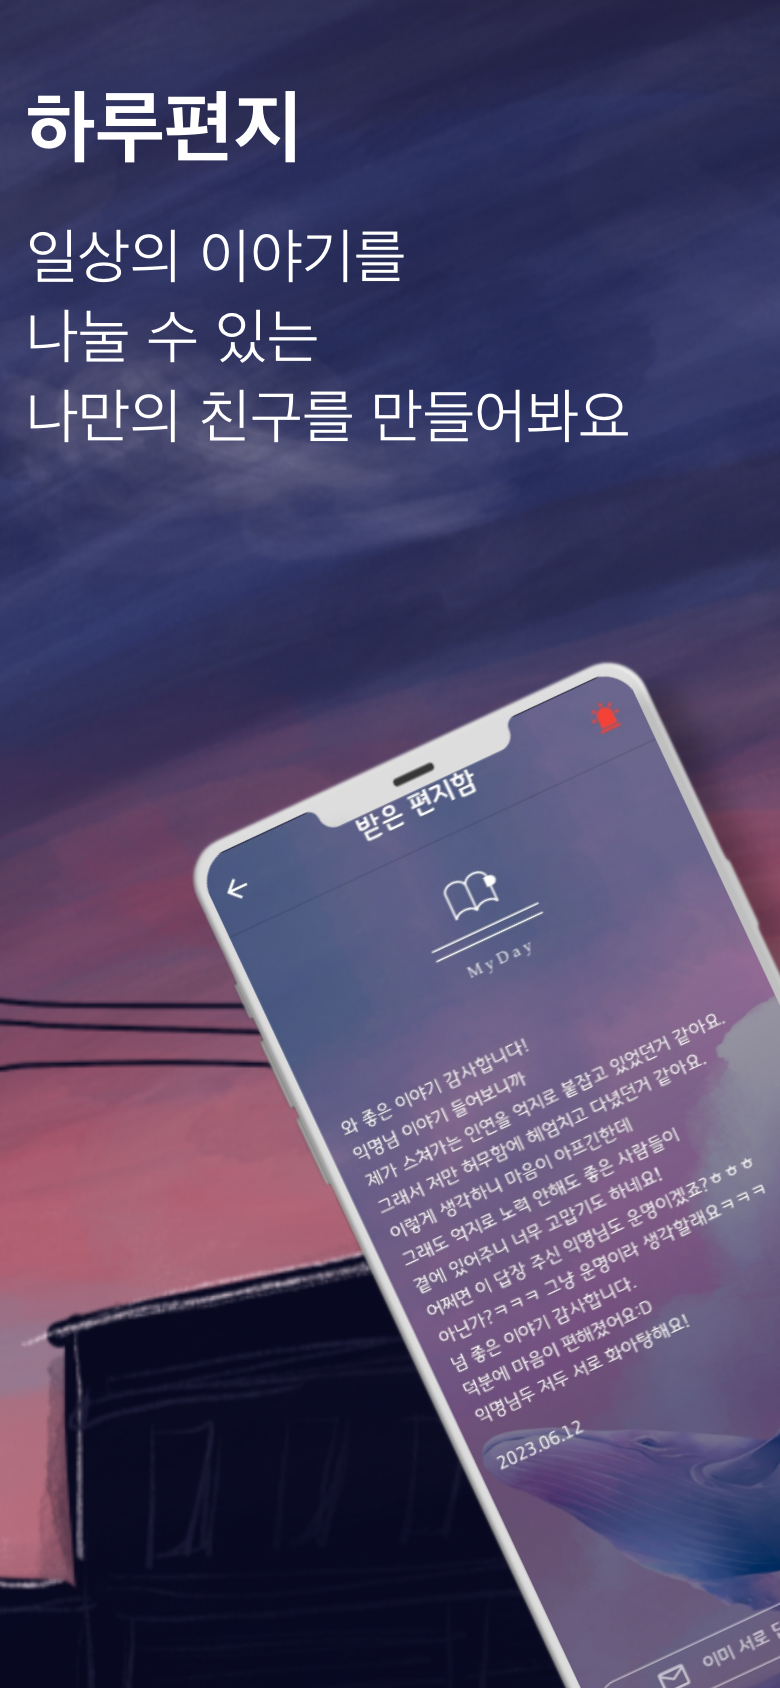 하루편지
일상의 이야기를
나눌 수 있는
나만의 친구를 만들어봐요
받은 편지함
MyDay
와 좋은 이야기 감사합니다!
익명님 이야기 들어보니까
제가 스쳐가는 인연을 억지로 붙잡고 있었던거 같아요.
그래서 저만 허무함에 헤엄치고 다녔던거 같아요.
이렇게 생각하니 마음이 아프긴한데
그래도 억지로 노력 안해도 좋은 사람들이
곁에 있어주니 너무 고맙기도 하네요!
어쩌면 이 답장 주신 익명님도 운명이겠죠?ㅎㅎㅎ
아닌가?ㅋㅋㅋ 그냥 운명이라 생각할래요ㅋㅋㅋ
넘 좋은 이야기 감사합니다.
덕분에 마음이 편해졌어요:D
익명님두 저두 서로 화아탕해요!
2023.06.12
이미 서로